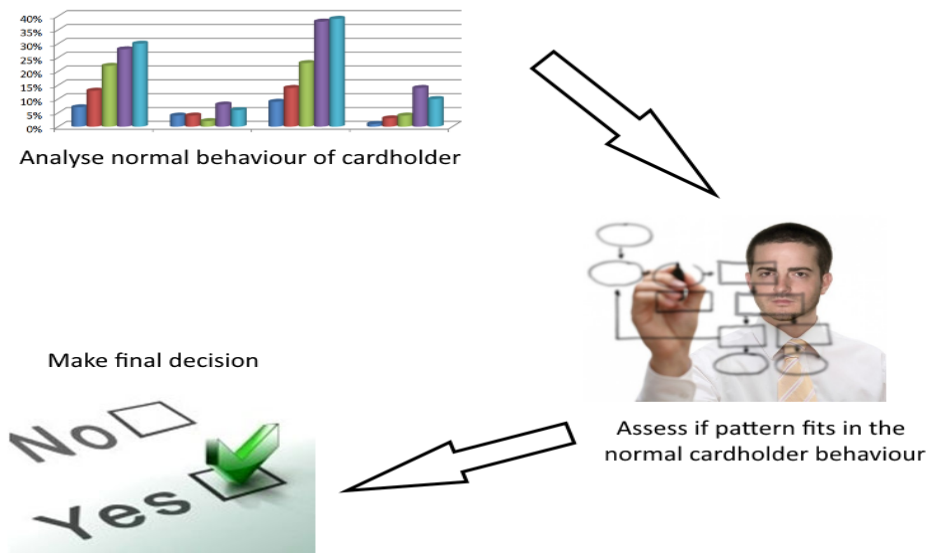 40%
35%
30%
25%
20%
15%
10%
5%
0%
Analyse normal behaviour of cardholder
Assess if pattern fits in the
normal cardholder behaviour
Make final decision
No
Yes